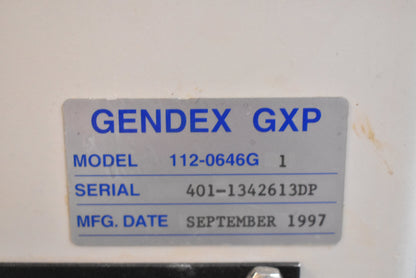 GENDEX GXP
MODEL 112-0646G 1
SERIAL 401-1342613DP
MFG. DATE SEPTEMBER 1997